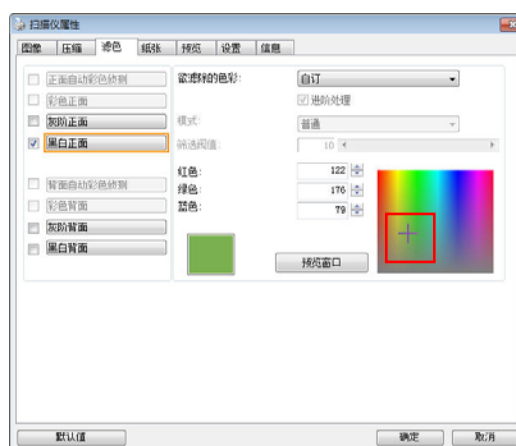 扫描仪属性
图像 压缩 滤色 纸张 预览 设置 信息
正面自动彩色侦测 欲滤除的色彩: 自订
彩色正面 进阶处理
灰阶正面 模式: 普通
黑白正面 筛选阀值: 10
红色: 122
背面自动彩色侦测 绿色: 176
彩色背面 蓝色: 79
灰阶背面
黑白背面 预览窗口
默认值 确定 取消